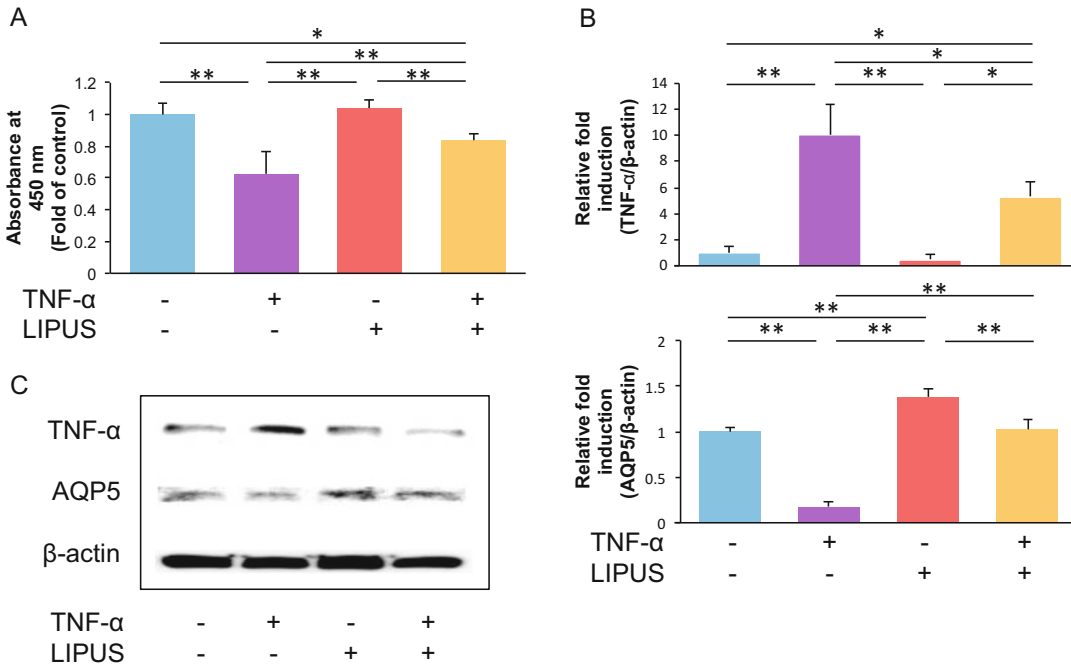 A
*
**
** ** **
Absorbance at
450 nm
(Fold of control)
1.2
1
0.8
0.6
0.4
0.2
0
TNF-α - + - +
LIPUS - - + +
B
*
*
** ** *
Relative fold
induction
(TNF-α/β-actin)
14
12
10
8
6
4
2
0
**
**
** ** **
Relative fold
induction
(AQP5/β-actin)
2
1.5
1
0.5
0
TNF-α - + - +
LIPUS - - + +
C
TNF-α
AQP5
β-actin
TNF-α - + - +
LIPUS - - + +